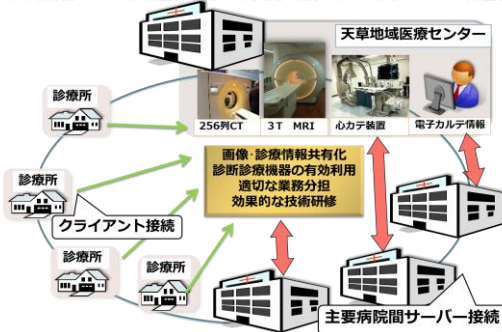 天草地域医療センター
256列CT
3T MRI
心カテ装置
電子カルテ情報
診療所
画像・診療情報共有化
診断診療機器の有効利用
適切な業務分担
効果的な技術研修
診療所
クライアント接続
診療所
診療所
主要病院間サーバー接続